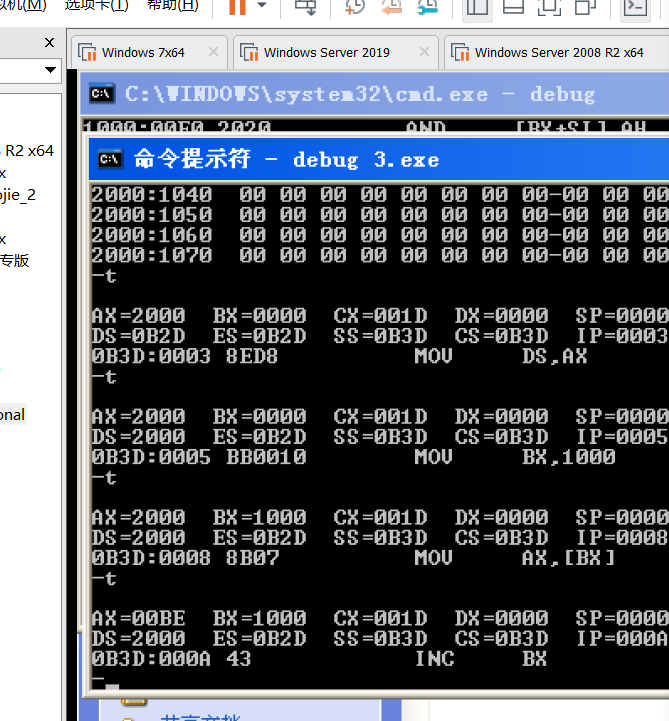 拟机(M) 选项卡(T) 帮助(H)
Windows 7x64 Windows Server 2019 Windows Server 2008 R2 x64
C:\WINDOWS\system32\cmd.exe - debug
1000:00F0 2020 AND [BX+SI],AH
命令提示符 - debug 3.exe
R2 x64
x
ojie_2
x
专版
onal
2000:1040 00 00 00 00 00 00 00 00-00 00 00
2000:1050 00 00 00 00 00 00 00 00-00 00 00
2000:1060 00 00 00 00 00 00 00 00-00 00 00
2000:1070 00 00 00 00 00 00 00 00-00 00 00
-t
AX=2000 BX=0000 CX=001D DX=0000 SP=0000
DS=0B2D ES=0B2D SS=0B3D CS=0B3D IP=0003
0B3D:0003 8ED8 MOV DS,AX
-t
AX=2000 BX=0000 CX=001D DX=0000 SP=0000
DS=2000 ES=0B2D SS=0B3D CS=0B3D IP=0005
0B3D:0005 BB0010 MOV BX,1000
-t
AX=2000 BX=1000 CX=001D DX=0000 SP=0000
DS=2000 ES=0B2D SS=0B3D CS=0B3D IP=0008
0B3D:0008 8B07 MOV AX,[BX]
-t
AX=00BE BX=1000 CX=001D DX=0000 SP=0000
DS=2000 ES=0B2D SS=0B3D CS=0B3D IP=000A
0B3D:000A 43 INC BX
-
共享文档